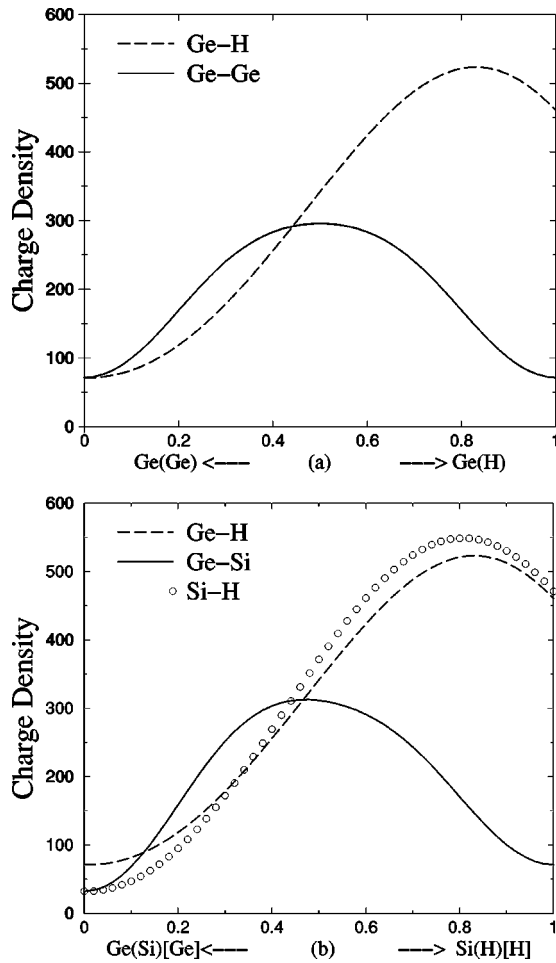 600
Ge−H
Ge−Ge
500
400
300
200
100
0
Charge Density
0 0.2 0.4 0.6 0.8 1
Ge(Ge) <−−− (a) −−−> Ge(H)
600
Ge−H
Ge−Si
Si−H
500
400
300
200
100
0
Charge Density
0 0.2 0.4 0.6 0.8 1
Ge(Si)[Ge]<−−− (b) −−−> Si(H)[H]